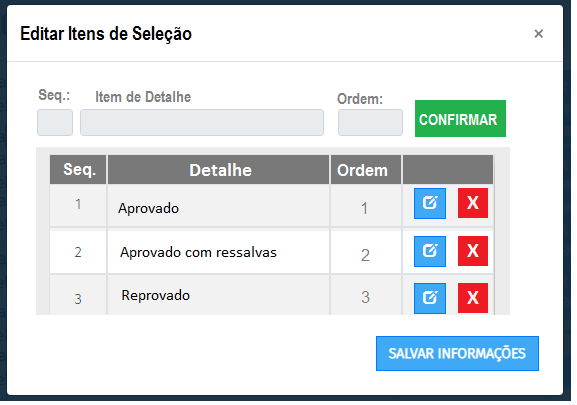 Editar Itens de Seleção ×
Seq.: Item de Detalhe Ordem:
CONFIRMAR
Seq. Detalhe Ordem
1 Aprovado 1 X
2 Aprovado com ressalvas 2 X
3 Reprovado 3 X
SALVAR INFORMAÇÕES